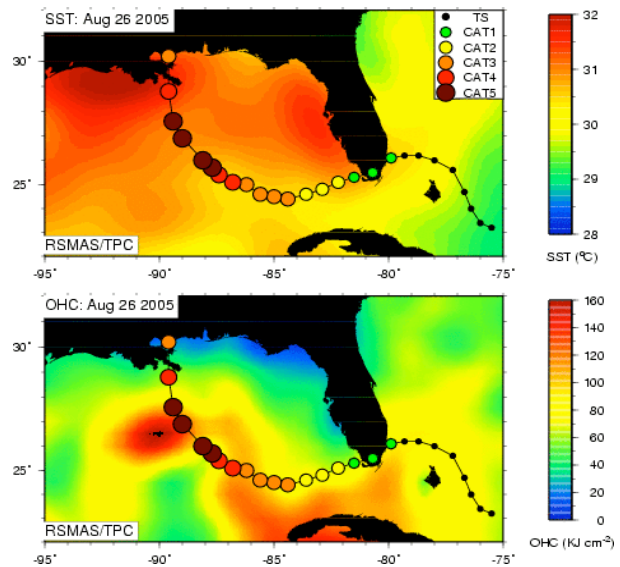 SST: Aug 26 2005
TS
CAT1
CAT2
CAT3
CAT4
CAT5
30°
25°
RSMAS/TPC
-95 -90 -85 -80 -75
32
31
30
29
28
SST (°C)
OHC: Aug 26 2005
30°
25°
RSMAS/TPC
-95 -90 -85 -80 -75
160
140
120
100
80
60
40
20
0
OHC (KJ cm⁻²)